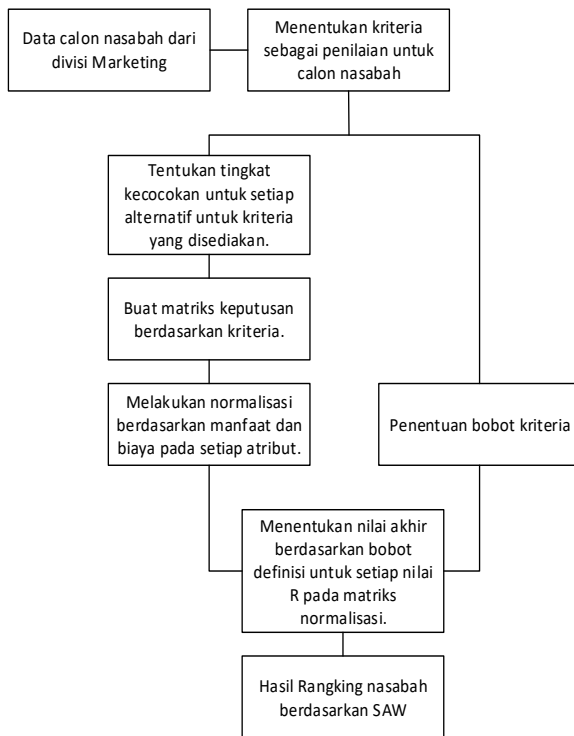 Data calon nasabah dari
divisi Marketing
Menentukan kriteria
sebagai penilaian untuk
calon nasabah
Tentukan tingkat
kecocokan untuk setiap
alternatif untuk kriteria
yang disediakan.
Buat matriks keputusan
berdasarkan kriteria.
Melakukan normalisasi
berdasarkan manfaat dan
biaya pada setiap atribut.
Penentuan bobot kriteria
Menentukan nilai akhir
berdasarkan bobot
definisi untuk setiap nilai
R pada matriks
normalisasi.
Hasil Rangking nasabah
berdasarkan SAW